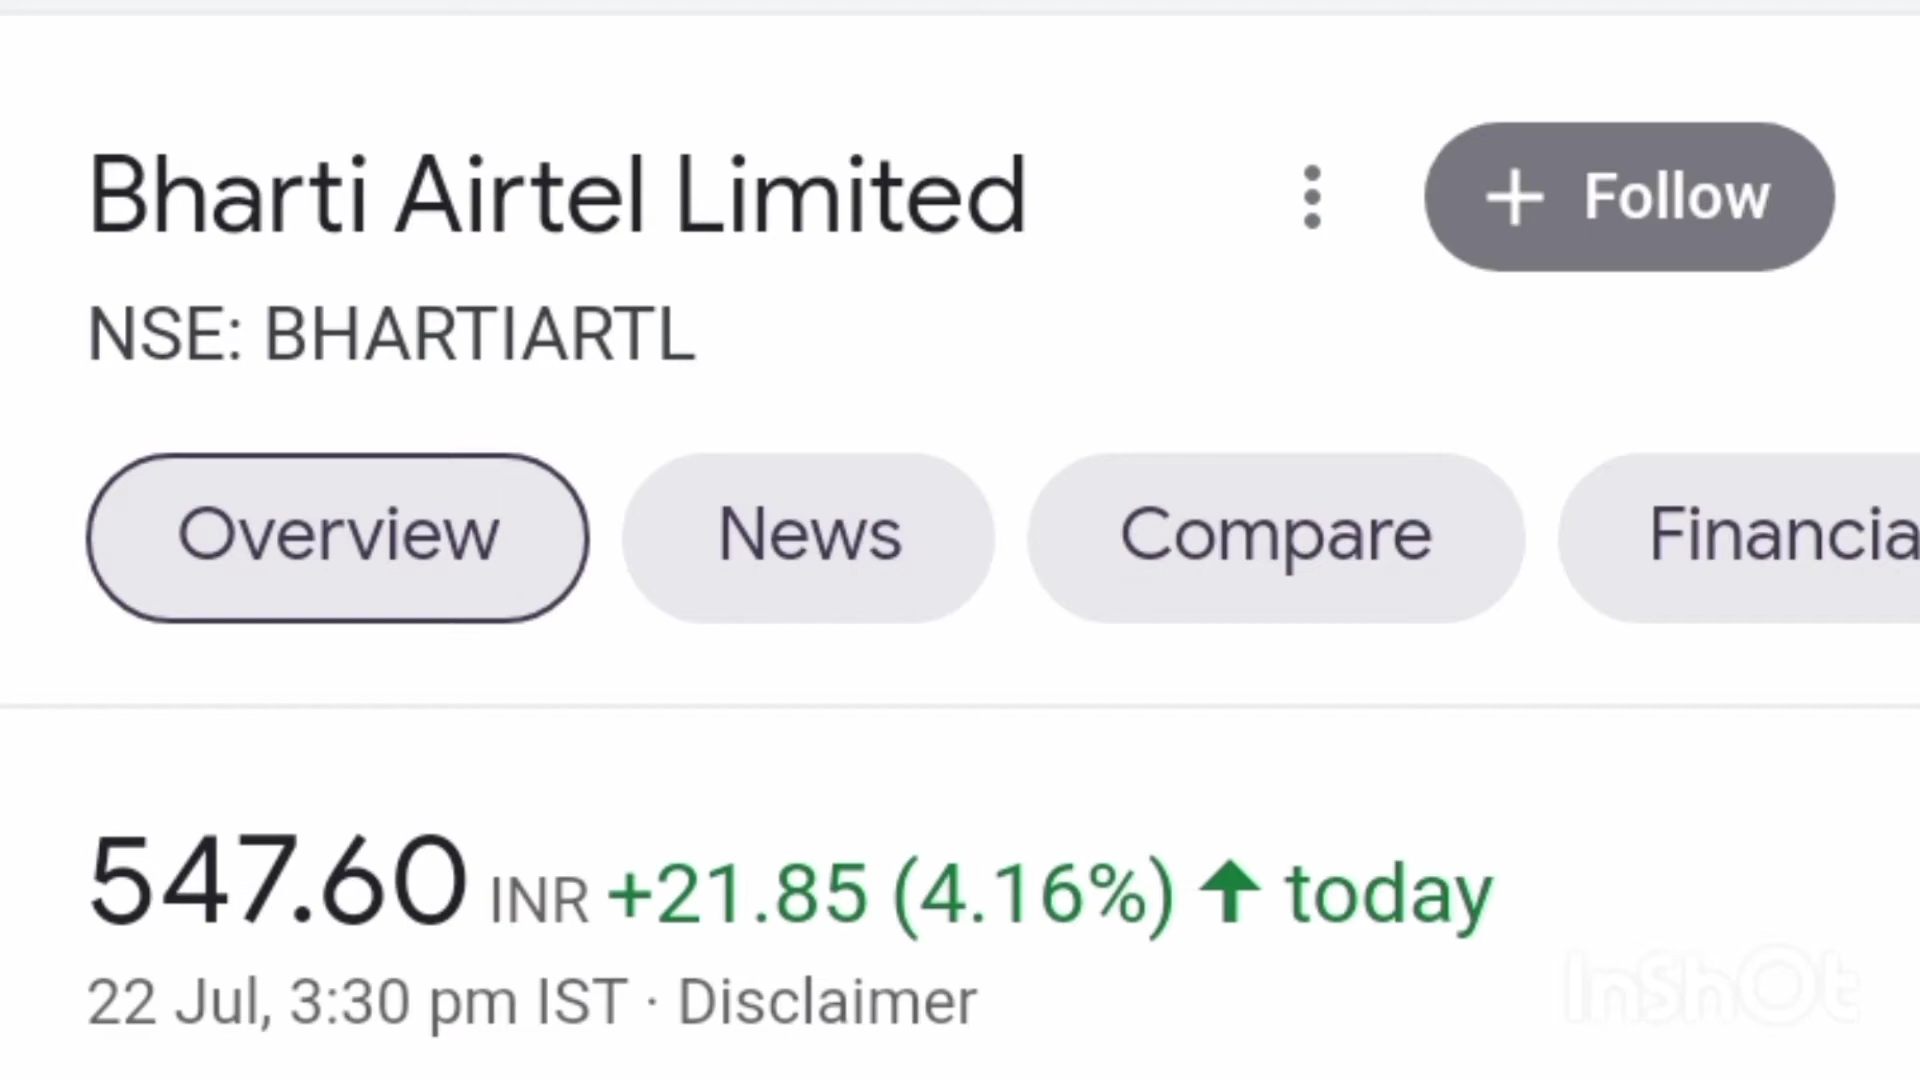 Bharti Airtel Limited
+ Follow
NSE: BHARTIARTL
Overview News Compare Financia
547.60 INR +21.85 (4.16%) ↑ today
22 Jul, 3:30 pm IST · Disclaimer
InShOt